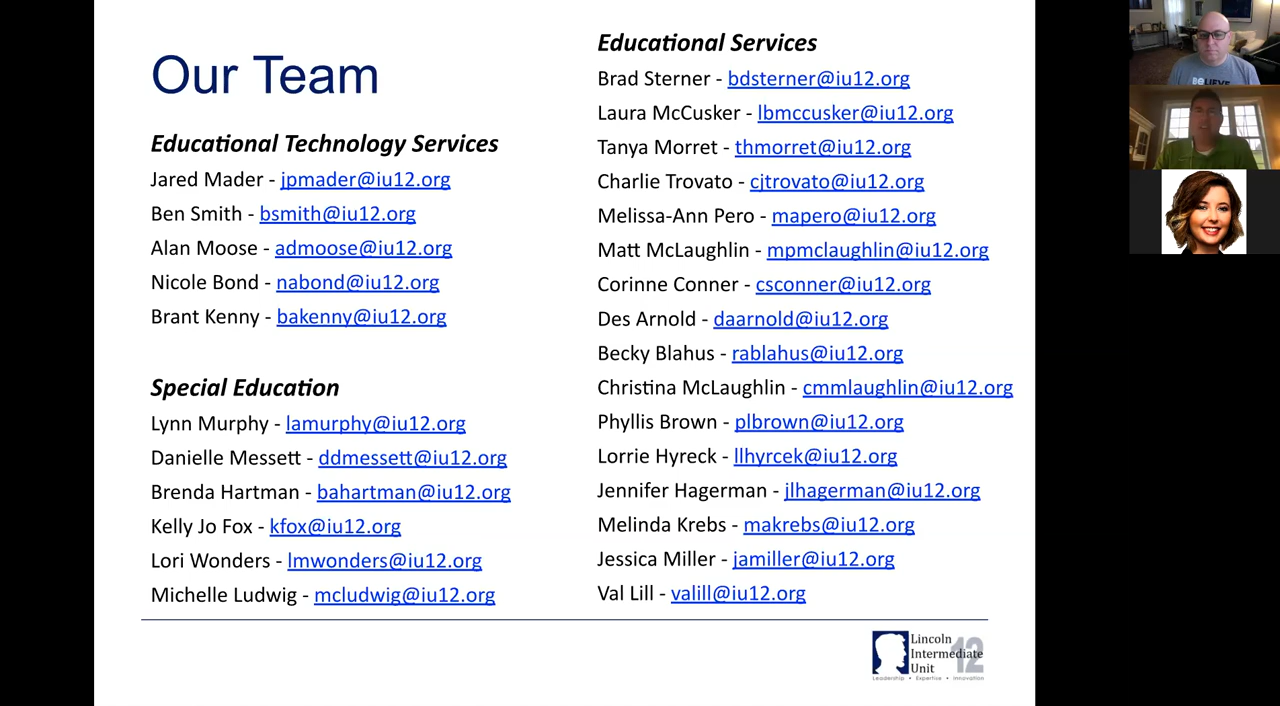 Our Team
Educational Technology Services
Jared Mader - jpmader@iu12.org
Ben Smith - bsmith@iu12.org
Alan Moose - admoose@iu12.org
Nicole Bond - nabond@iu12.org
Brant Kenny - bakenny@iu12.org
Special Education
Lynn Murphy - lamurphy@iu12.org
Danielle Messett - ddmessett@iu12.org
Brenda Hartman - bahartman@iu12.org
Kelly Jo Fox - kfox@iu12.org
Lori Wonders - lmwonders@iu12.org
Michelle Ludwig - mcludwig@iu12.org
Educational Services
Brad Sterner - bdsterner@iu12.org
Laura McCusker - lbmccusker@iu12.org
Tanya Morret - thmorret@iu12.org
Charlie Trovato - cjtrovato@iu12.org
Melissa-Ann Pero - mapero@iu12.org
Matt McLaughlin - mpmclaughlin@iu12.org
Corinne Conner - csconner@iu12.org
Des Arnold - daarnold@iu12.org
Becky Blahus - rablahus@iu12.org
Christina McLaughlin - cmmlaughlin@iu12.org
Phyllis Brown - plbrown@iu12.org
Lorrie Hyreck - llhyrcek@iu12.org
Jennifer Hagerman - jlhagerman@iu12.org
Melinda Krebs - makrebs@iu12.org
Jessica Miller - jamiller@iu12.org
Val Lill - valill@iu12.org
Lincoln
Intermediate
Unit 12
Leadership • Expertise • Innovation
BELIEVE